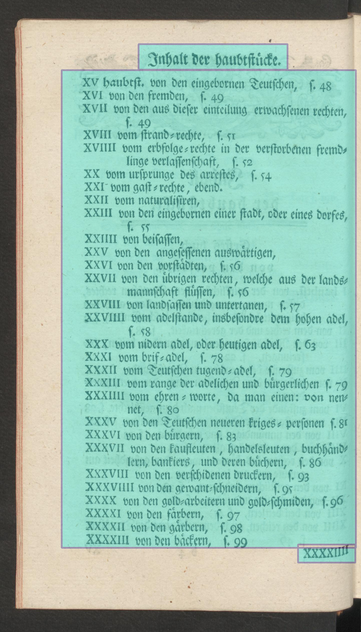 Inhalt der haubtstücke.
XV haubtst. von den eingebornen Teutschen, s. 48
XVI von den fremden, s. 49
XVII von den aus dieser einteilung erwachsenen rechten,
s. 49
XVIII vom strand-rechte, s. 51
XVIIII vom erbfolge-rechte in der verstorbenen fremd-
linge verlassenschaft, s. 52
XX vom ursprunge des arrestes, s. 54
XXI vom gast-rechte, ebend.
XXII vom naturalisiren,
XXIII von den eingebornen einer stadt, oder eines dorfes,
s. 55
XXIIII von beisassen,
XXV von den angesessenen auswärtigen,
XXVI von den vorstädten, s. 56
XXVII von den übrigen rechten, welche aus der lands-
mannschaft flüssen, s. 56
XXVIII von landsassen und untertanen, s. 57
XXVIIII vom adelstande, insbesondre dem hohen adel,
s. 58
XXX vom nidern adel, oder heutigen adel, s. 63
XXXI vom brif-adel, s. 78
XXXII vom Teutschen tugend-adel, s. 79
XXXIII vom range der adelichen und bürgerlichen s. 79
XXXIIII vom ehren-worte, da man einen: von nen-
net, s. 80
XXXV von den Teutschen neueren kriges-personen s. 81
XXXVI von den bürgern, s. 83
XXXVII von den kaufleuten, handelsleuten, buchhänd-
lern, bankiers, und deren büchern, s. 86
XXXVIII von den verschidenen druckern, s. 93
XXXVIIII von den gewant-schneidern, s. 95
XXXX von den gold-arbeitern und gold-schmiden, s. 96
XXXXI von den färbern, s. 97
XXXXII von den gärbern, s. 98
XXXXIII von den bäckern, s. 99
XXXXIIII